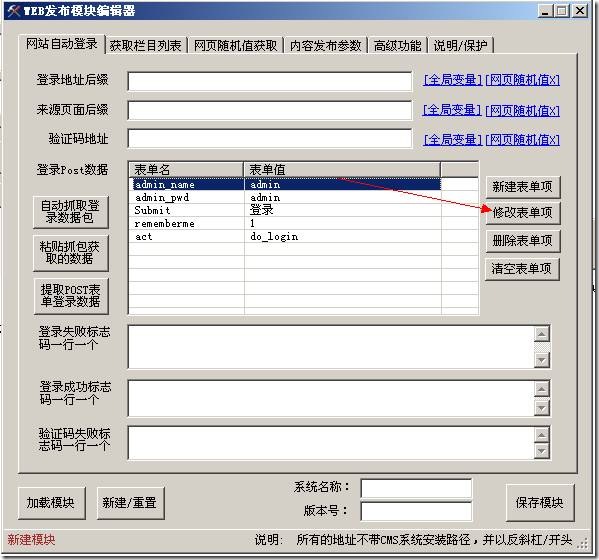 WEB发布模块编辑器
网站自动登录 获取栏目列表 网页随机值获取 内容发布参数 高级功能 说明/保护
登录地址后缀 [全局变量] [网页随机值X]
来源页面后缀 [全局变量] [网页随机值X]
验证码地址 [全局变量] [网页随机值X]
登录Post数据 表单名 表单值
admin_name admin
admin_pwd admin
Submit 登录
rememberme 1
act do_login
新建表单项
修改表单项
删除表单项
清空表单项
自动抓取登
录数据包
粘贴抓包获
取的数据
提取POST表
单登录数据
登录失败标志
码一行一个
登录成功标志
码一行一个
验证码失败标
志码一行一个
加载模块 新建/重置 系统名称：
版本号： 保存模块
新建模块 说明: 所有的地址不带CMS系统安装路径，并以反斜杠/开头